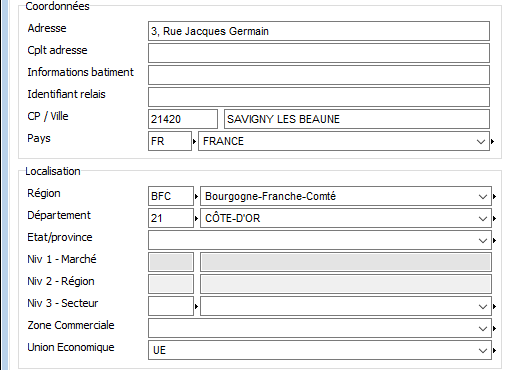 Coordonnées
Adresse 3, Rue Jacques Germain
Cplt adresse
Informations batiment
Identifiant relais
CP / Ville 21420 SAVIGNY LES BEAUNE
Pays FR FRANCE
Localisation
Région BFC Bourgogne-Franche-Comté
Département 21 CÔTE-D'OR
Etat/province
Niv 1 - Marché
Niv 2 - Région
Niv 3 - Secteur
Zone Commerciale
Union Economique UE